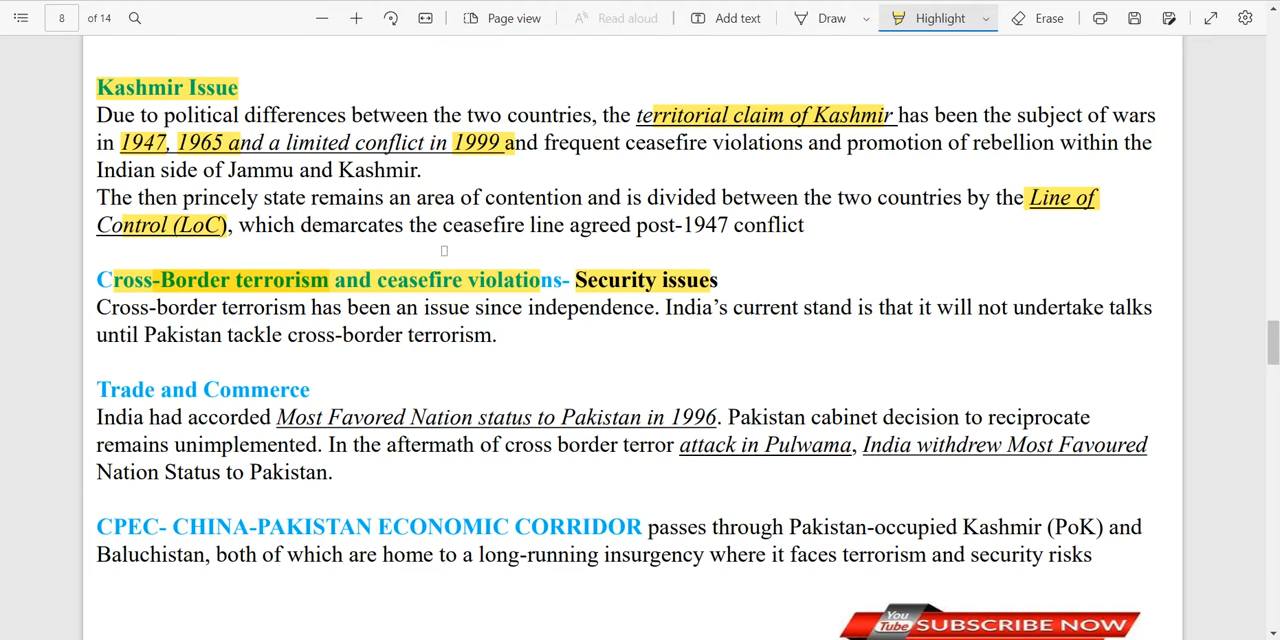 8 of 14 Page view Read aloud Add text Draw Highlight Erase
Kashmir Issue
Due to political differences between the two countries, the territorial claim of Kashmir has been the subject of wars
in 1947, 1965 and a limited conflict in 1999 and frequent ceasefire violations and promotion of rebellion within the
Indian side of Jammu and Kashmir.
The then princely state remains an area of contention and is divided between the two countries by the Line of
Control (LoC), which demarcates the ceasefire line agreed post-1947 conflict
Cross-Border terrorism and ceasefire violations- Security issues
Cross-border terrorism has been an issue since independence. India's current stand is that it will not undertake talks
until Pakistan tackle cross-border terrorism.
Trade and Commerce
India had accorded Most Favored Nation status to Pakistan in 1996. Pakistan cabinet decision to reciprocate
remains unimplemented. In the aftermath of cross border terror attack in Pulwama, India withdrew Most Favoured
Nation Status to Pakistan.
CPEC- CHINA-PAKISTAN ECONOMIC CORRIDOR passes through Pakistan-occupied Kashmir (PoK) and
Baluchistan, both of which are home to a long-running insurgency where it faces terrorism and security risks
You Tube SUBSCRIBE NOW